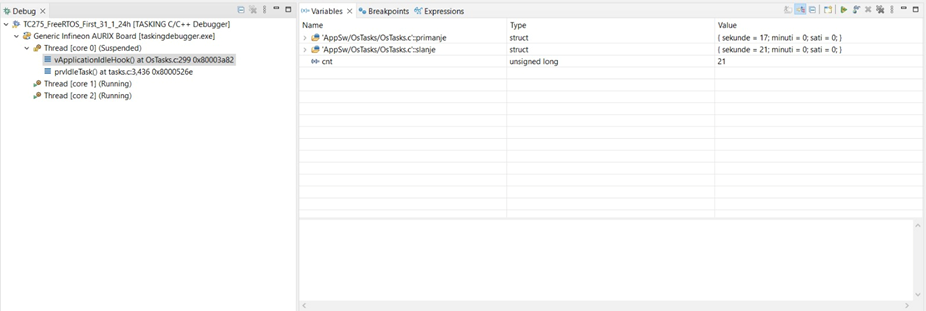 Debug
TC275_FreeRTOS_First_31_1_24h [TASKING C/C++ Debugger]
Generic Infineon AURIX Board [taskingdebugger.exe]
Thread [core 0] (Suspended)
vApplicationIdleHook() at OsTasks.c:299 0x80003a82
prvIdleTask() at tasks.c:3,436 0x8000526e
Thread [core 1] (Running)
Thread [core 2] (Running)
Variables Breakpoints Expressions
Name Type Value
'AppSw/OsTasks/OsTasks.c'::primanje struct { sekunde = 17; minuti = 0; sati = 0; }
'AppSw/OsTasks/OsTasks.c'::slanje struct { sekunde = 21; minuti = 0; sati = 0; }
cnt unsigned long 21